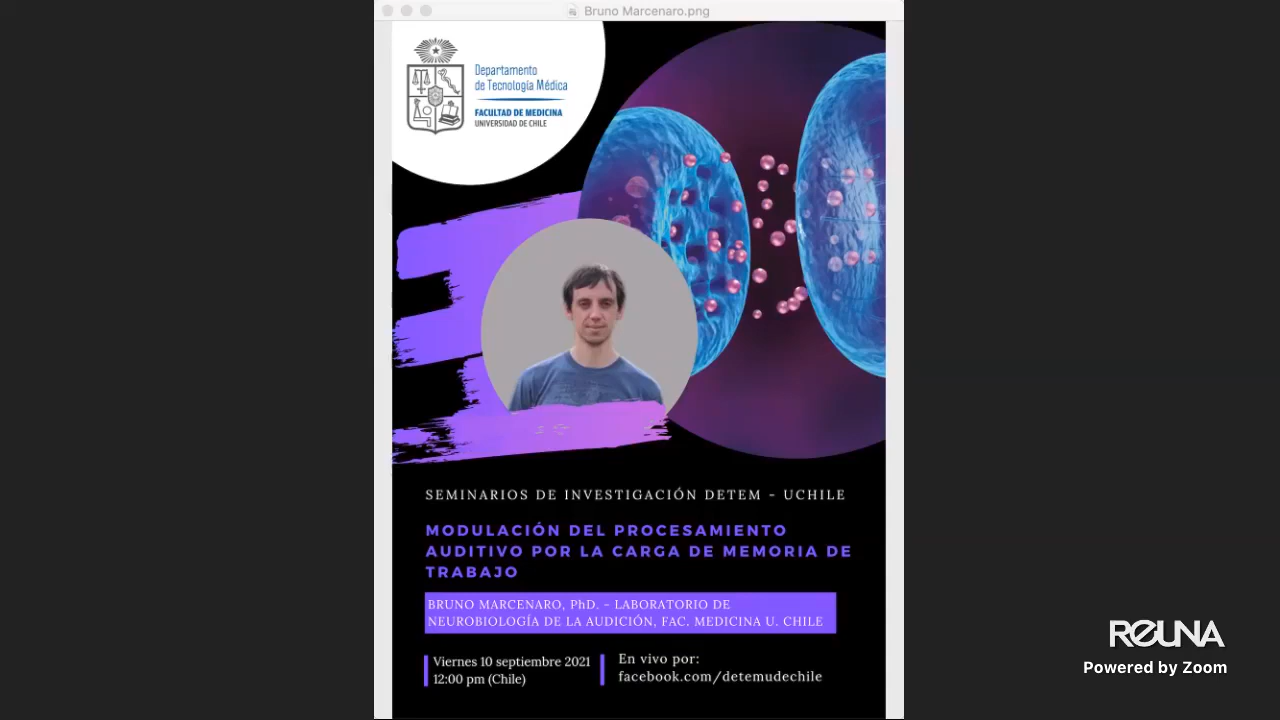 Bruno Marcenaro.png
Departamento
de Tecnología Médica
FACULTAD DE MEDICINA
UNIVERSIDAD DE CHILE
SEMINARIOS DE INVESTIGACIÓN DETEM - UCHILE
MODULACIÓN DEL PROCESAMIENTO
AUDITIVO POR LA CARGA DE MEMORIA DE
TRABAJO
BRUNO MARCENARO, PhD. - LABORATORIO DE
NEUROBIOLOGÍA DE LA AUDICIÓN, FAC. MEDICINA U. CHILE
Viernes 10 septiembre 2021
12:00 pm (Chile)
En vivo por:
facebook.com/detemudechile
REUNA
Powered by Zoom